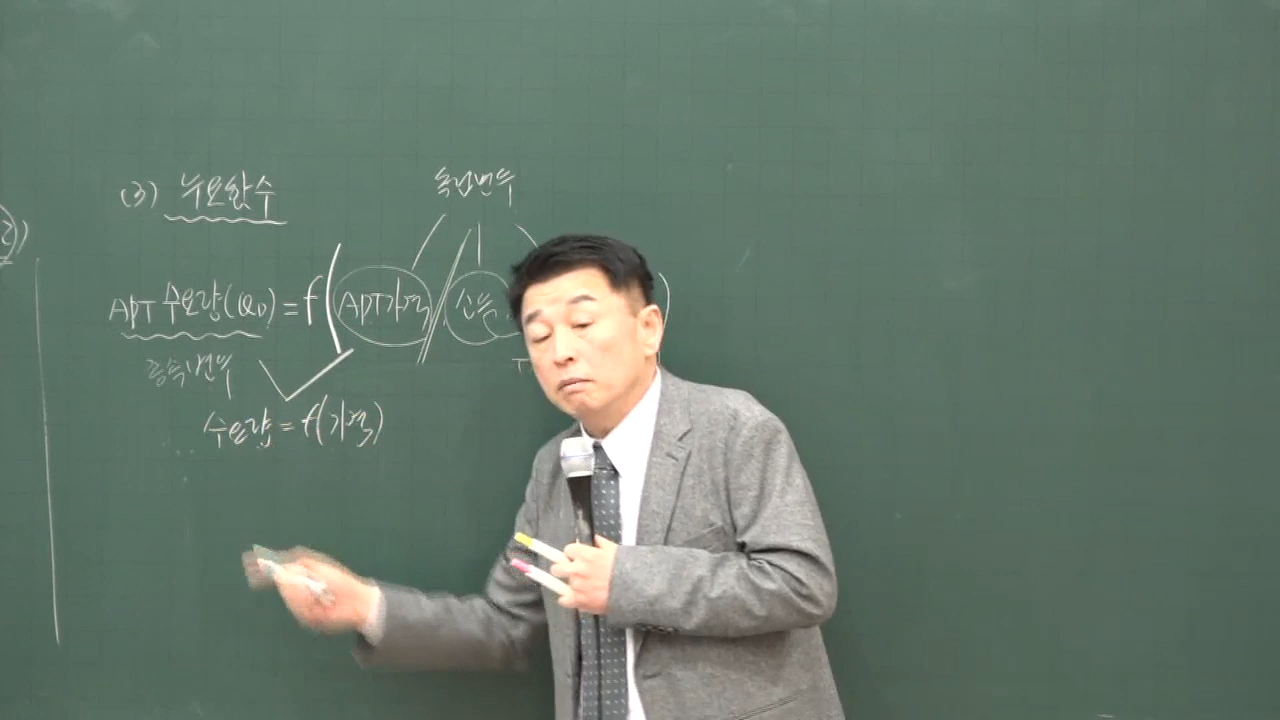 (3) 수요함수
독립변수
APT 수요량(QD) = f(APT가격 // 소득 )
종속변수
수요량 = f(가격)
2)